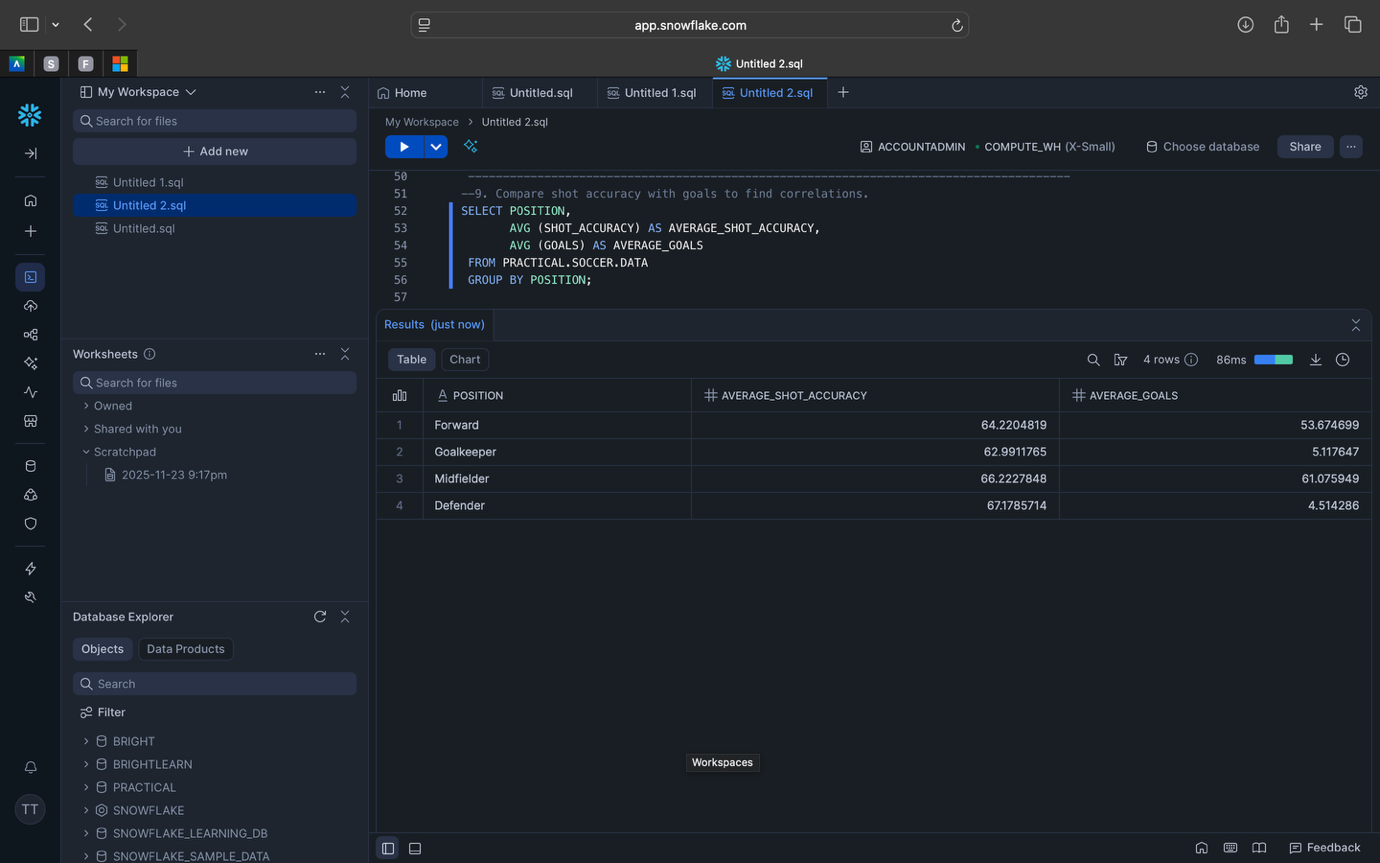 app.snowflake.com
S
F
Untitled 2.sql
My Workspace
Search for files
Add new
Untitled 1.sql
Untitled 2.sql
Untitled.sql
Worksheets
Search for files
Owned
Shared with you
Scratchpad
2025-11-23 9:17pm
Database Explorer
Objects
Data Products
Search
Filter
BRIGHT
BRIGHTLEARN
PRACTICAL
SNOWFLAKE
SNOWFLAKE_LEARNING_DB
SNOWFLAKE_SAMPLE_DATA
TT
Home
Untitled.sql
Untitled 1.sql
Untitled 2.sql
My Workspace > Untitled 2.sql
ACCOUNTADMIN • COMPUTE_WH (X-Small)
Choose database
Share
50 --------------------------------------------------------------------------------------
51 --9. Compare shot accuracy with goals to find correlations.
52 SELECT POSITION,
53 AVG (SHOT_ACCURACY) AS AVERAGE_SHOT_ACCURACY,
54 AVG (GOALS) AS AVERAGE_GOALS
55 FROM PRACTICAL.SOCCER.DATA
56 GROUP BY POSITION;
57
Results (just now)
Table
Chart
4 rows
86ms
POSITION AVERAGE_SHOT_ACCURACY AVERAGE_GOALS
1 Forward 64.2204819 53.674699
2 Goalkeeper 62.9911765 5.117647
3 Midfielder 66.2227848 61.075949
4 Defender 67.1785714 4.514286
Workspaces
Feedback